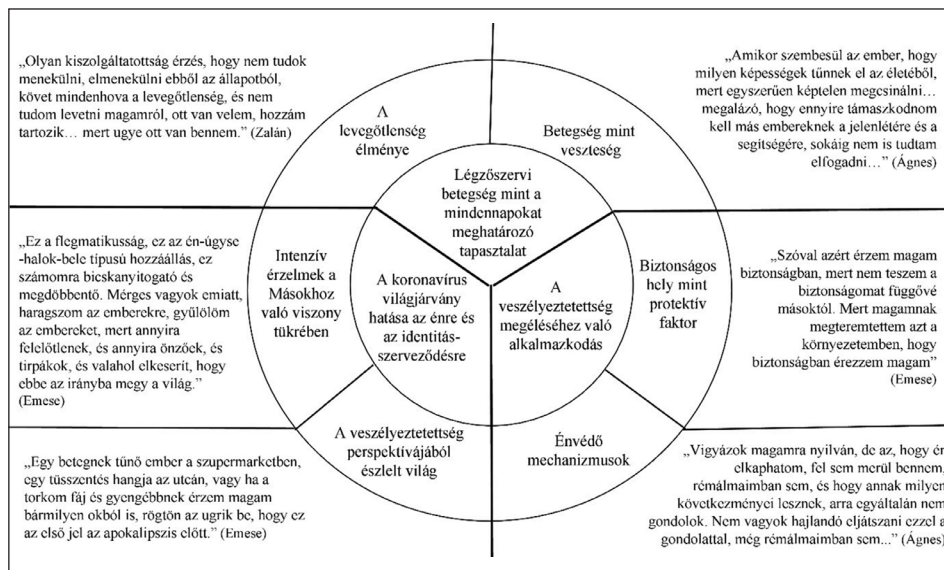 „Olyan kiszolgáltatottság érzés, hogy nem tudok
menekülni, elmenekülni ebből az állapotból,
követ mindenhova a levegőtlenség, és nem
tudom levetni magamról, ott van velem, hozzám
tartozik… mert ugye ott van bennem.” (Zalán)
A
levegőtlenség
élménye
Betegség mint
veszteség
„Amikor szembesül az ember, hogy
milyen képességek tűnnek el az életéből,
mert egyszerűen képtelen megcsinálni…
megalázó, hogy ennyire támaszkodnom
kell más embereknek a jelenlétére és a
segítségére, sokáig nem is tudtam
elfogadni…” (Ágnes)
Légzőszervi
betegség mint a
mindennapokat
meghatározó
tapasztalat
„Ez a flegmatikusság, ez az én-úgyse
-halok-bele típusú hozzáállás, ez
számomra bicskanyitogató és
megdöbbentő. Mérges vagyok emiatt,
haragszom az emberekre, gyűlölöm
az embereket, mert annyira
felelőtlenek, és annyira önzőek, és
tirpákok, és valahol elkeserít, hogy
ebbe az irányba megy a világ.”
(Emese)
Intenzív
érzelmek a
Másokhoz
való viszony
tükrében
A koronavírus
világjárvány
hatása az énre és
az identitás-
szerveződésre
A
veszélyeztetettség
megéléséhez való
alkalmazkodás
Biztonságos
hely mint
protektív
faktor
„Szóval azért érzem magam
biztonságban, mert nem teszem a
biztonságomat függővé
másoktól. Mert magamnak
megteremtettem azt a
környezetemben, hogy
biztonságban érezzem magam”
(Emese)
A veszélyeztetettség
perspektívájából
észlelt világ
Énvédő
mechanizmusok
„Egy betegnek tűnő ember a szupermarketben,
egy tüsszentés hangja az utcán, vagy ha a
torkom fáj és gyengébbnek érzem magam
bármilyen okból is, rögtön az ugrik be, hogy ez
az első jel az apokalipszis előtt.” (Emese)
„Vigyázok magamra nyilván, de az, hogy én
elkaphatom, fel sem merül bennem,
rémálmaimban sem, és hogy annak milyen
következményei lesznek, arra egyáltalán nem
gondolok. Nem vagyok hajlandó eljátszani ezzel a
gondolattal, még rémálmaimban sem...” (Ágnes)